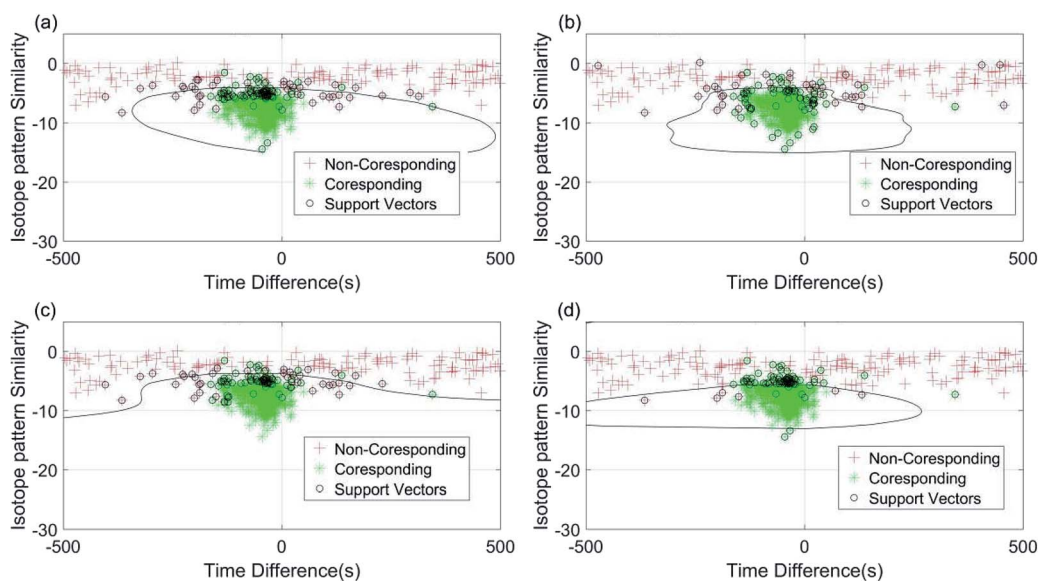 (a)
Isotope pattern Similarity
0
-10
-20
-30
-500
0
500
Time Difference(s)
Non-Coresponding
Coresponding
Support Vectors
(b)
Isotope pattern Similarity
0
-10
-20
-30
-500
0
500
Time Difference(s)
Non-Coresponding
Coresponding
Support Vectors
(c)
Isotope pattern Similarity
0
-10
-20
-30
-500
0
500
Time Difference(s)
Non-Coresponding
Coresponding
Support Vectors
(d)
Isotope pattern Similarity
0
-10
-20
-30
-500
0
500
Time Difference(s)
Non-Coresponding
Coresponding
Support Vectors